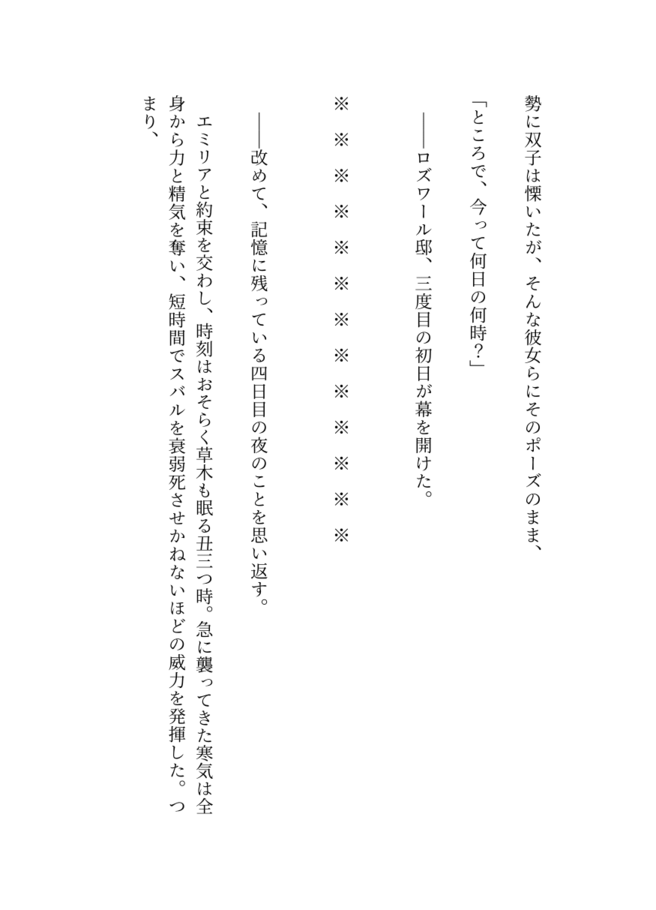 勢に双子は慄いたが、そんな彼女らにそのポーズのまま、
「ところで、今って何日の何時？」
――ロズワール邸、三度目の初日が幕を開けた。
※　※　※　※　※　※　※　※　※　※　※　※　※
――改めて、記憶に残っている四日目の夜のことを思い返す。
エミリアと約束を交わし、時刻はおそらく草木も眠る丑三つ時。急に襲ってきた寒気は全
身から力と精気を奪い、短時間でスバルを衰弱死させかねないほどの威力を発揮した。つ
まり、